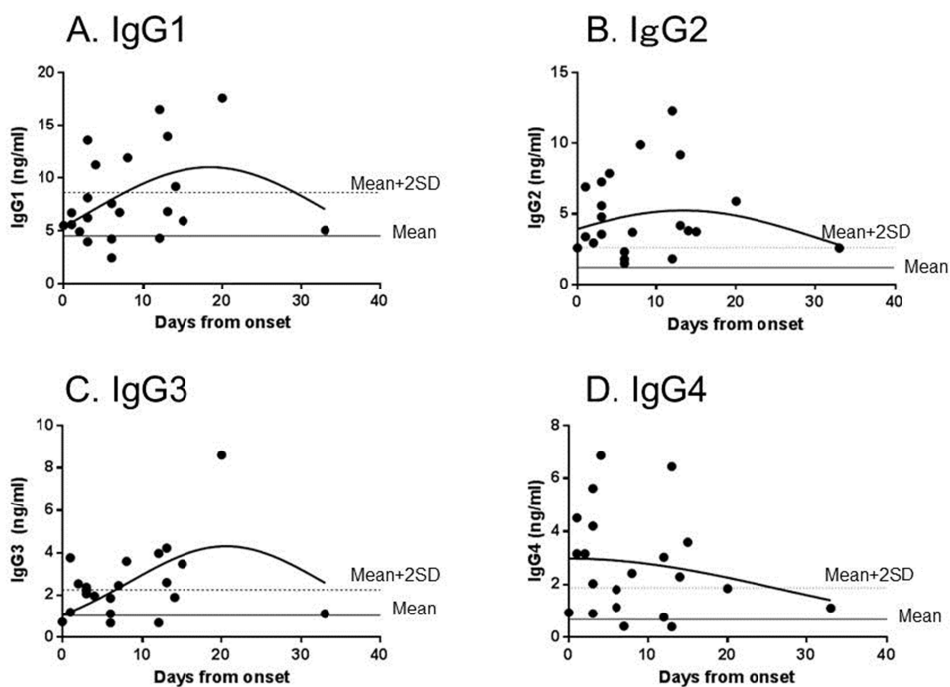 A. IgG1
20
15
10
5
0
IgG1 (ng/ml)
Mean+2SD
Mean
0 10 20 30 40
Days from onset
B. IgG2
15
10
5
0
IgG2 (ng/ml)
Mean+2SD
Mean
0 10 20 30 40
Days from onset
C. IgG3
10
8
6
4
2
0
IgG3 (ng/ml)
Mean+2SD
Mean
0 10 20 30 40
Days from onset
D. IgG4
8
6
4
2
0
IgG4 (ng/ml)
Mean+2SD
Mean
0 10 20 30 40
Days from onset